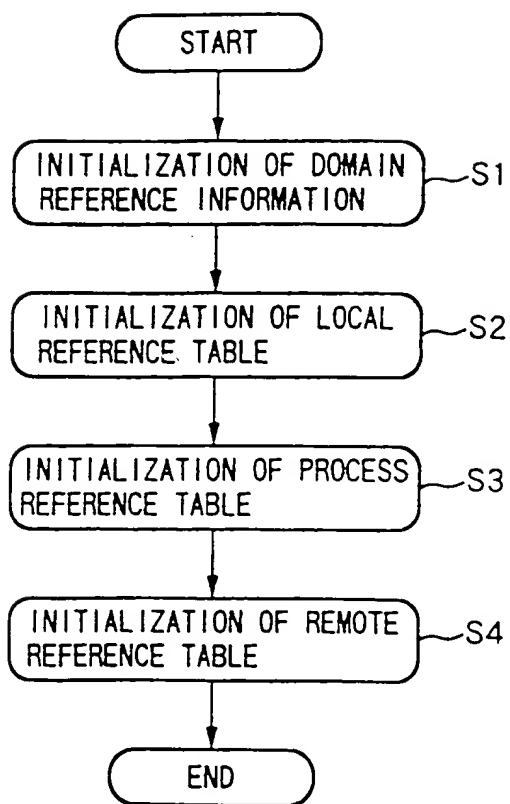 START
INITIALIZATION OF DOMAIN
REFERENCE INFORMATION
S1
INITIALIZATION OF LOCAL
REFERENCE TABLE
S2
INITIALIZATION OF PROCESS
REFERENCE TABLE
S3
INITIALIZATION OF REMOTE
REFERENCE TABLE
S4
END